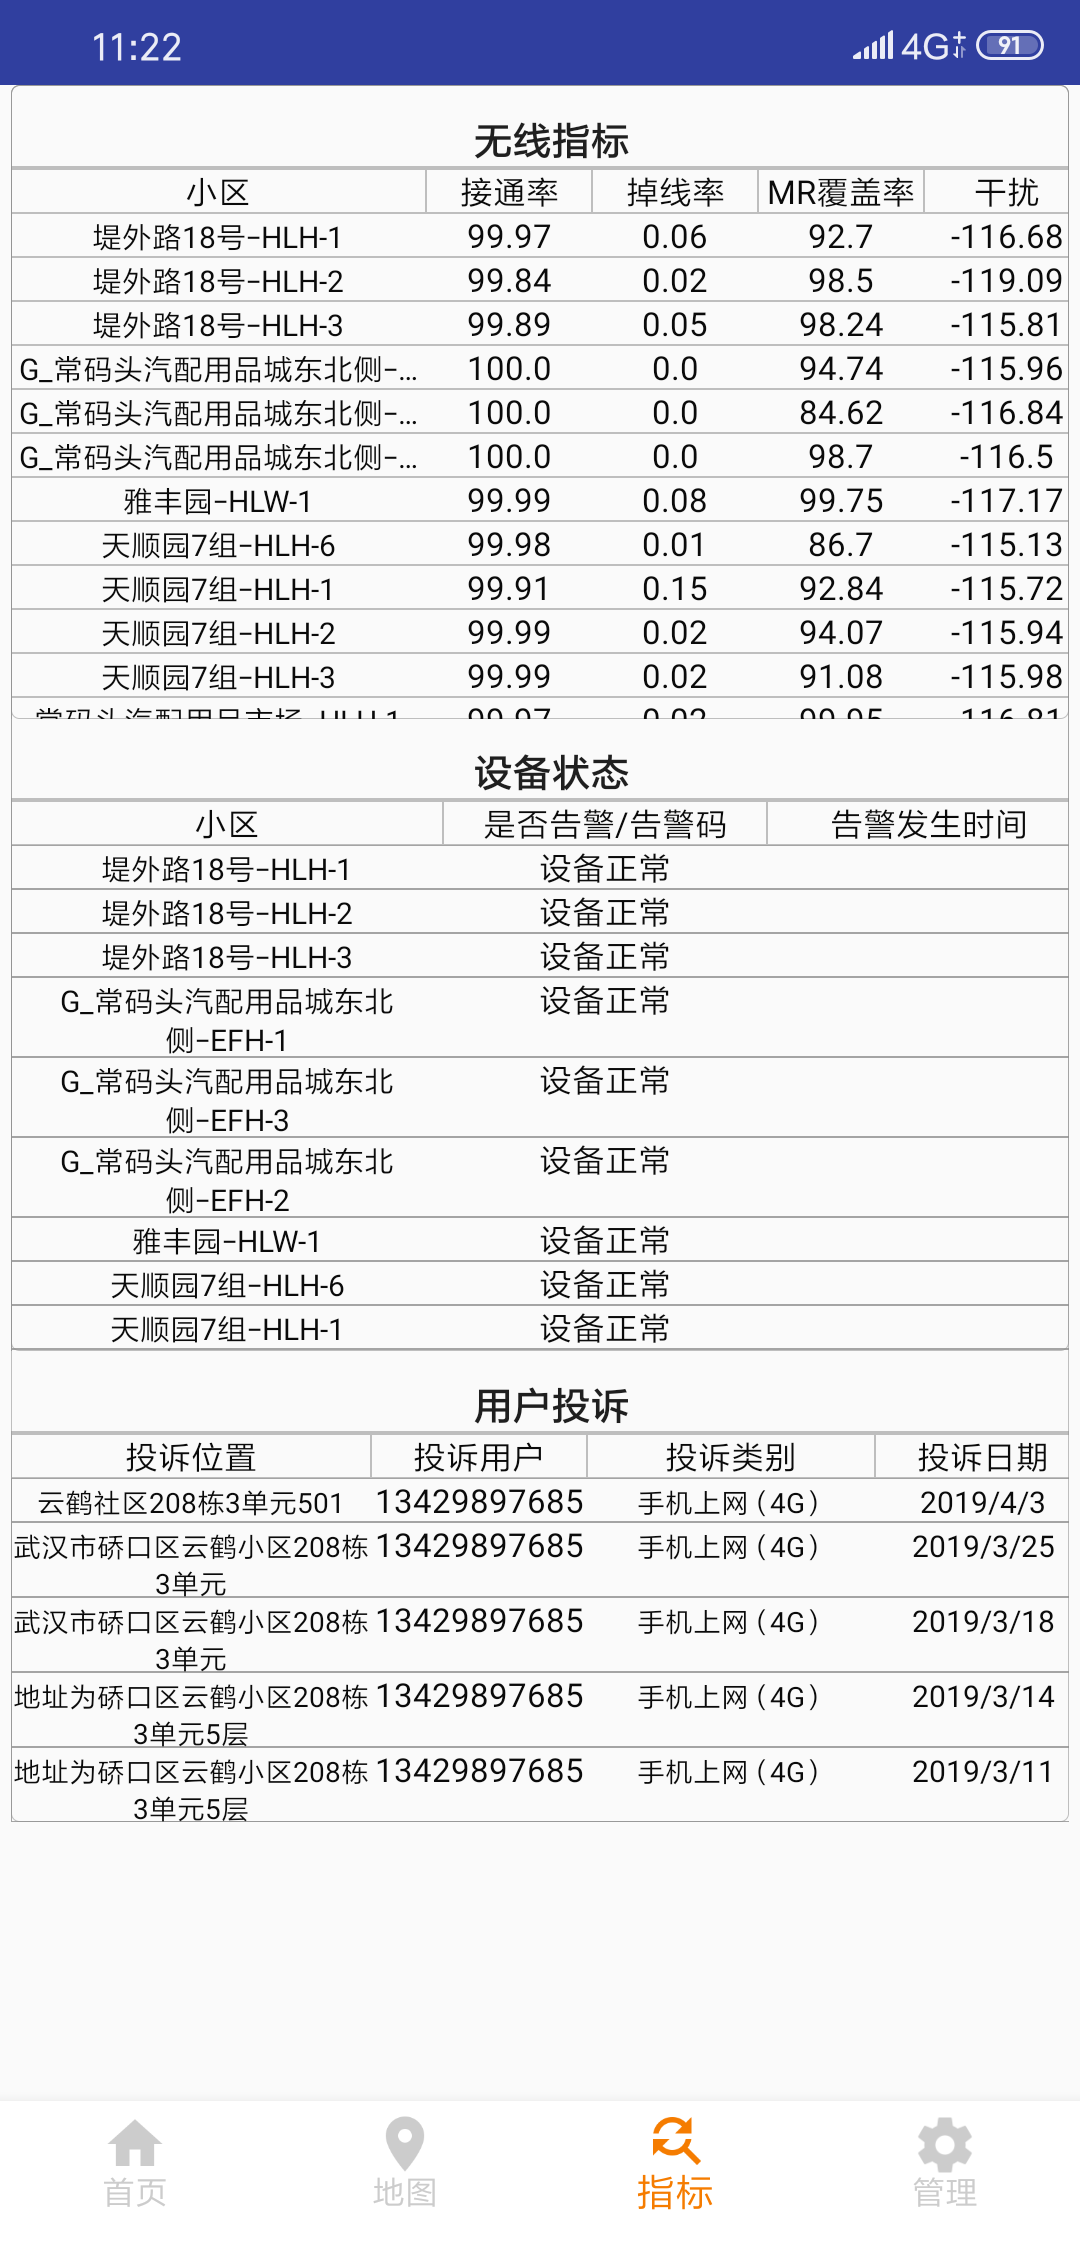 11:22
4G
91
无线指标
小区 接通率 掉线率 MR覆盖率 干扰
堤外路18号-HLH-1 99.97 0.06 92.7 -116.68
堤外路18号-HLH-2 99.84 0.02 98.5 -119.09
堤外路18号-HLH-3 99.89 0.05 98.24 -115.81
G_常码头汽配用品城东北侧-... 100.0 0.0 94.74 -115.96
G_常码头汽配用品城东北侧-... 100.0 0.0 84.62 -116.84
G_常码头汽配用品城东北侧-... 100.0 0.0 98.7 -116.5
雅丰园-HLW-1 99.99 0.08 99.75 -117.17
天顺园7组-HLH-6 99.98 0.01 86.7 -115.13
天顺园7组-HLH-1 99.91 0.15 92.84 -115.72
天顺园7组-HLH-2 99.99 0.02 94.07 -115.94
天顺园7组-HLH-3 99.99 0.02 91.08 -115.98
设备状态
小区 是否告警/告警码 告警发生时间
堤外路18号-HLH-1 设备正常
堤外路18号-HLH-2 设备正常
堤外路18号-HLH-3 设备正常
G_常码头汽配用品城东北 设备正常
侧-EFH-1
G_常码头汽配用品城东北 设备正常
侧-EFH-3
G_常码头汽配用品城东北 设备正常
侧-EFH-2
雅丰园-HLW-1 设备正常
天顺园7组-HLH-6 设备正常
天顺园7组-HLH-1 设备正常
用户投诉
投诉位置 投诉用户 投诉类别 投诉日期
云鹤社区208栋3单元501 13429897685 手机上网（4G） 2019/4/3
武汉市硚口区云鹤小区208栋 13429897685 手机上网（4G） 2019/3/25
3单元
武汉市硚口区云鹤小区208栋 13429897685 手机上网（4G） 2019/3/18
3单元
地址为硚口区云鹤小区208栋 13429897685 手机上网（4G） 2019/3/14
3单元5层
地址为硚口区云鹤小区208栋 13429897685 手机上网（4G） 2019/3/11
3单元5层
首页 地图 指标 管理